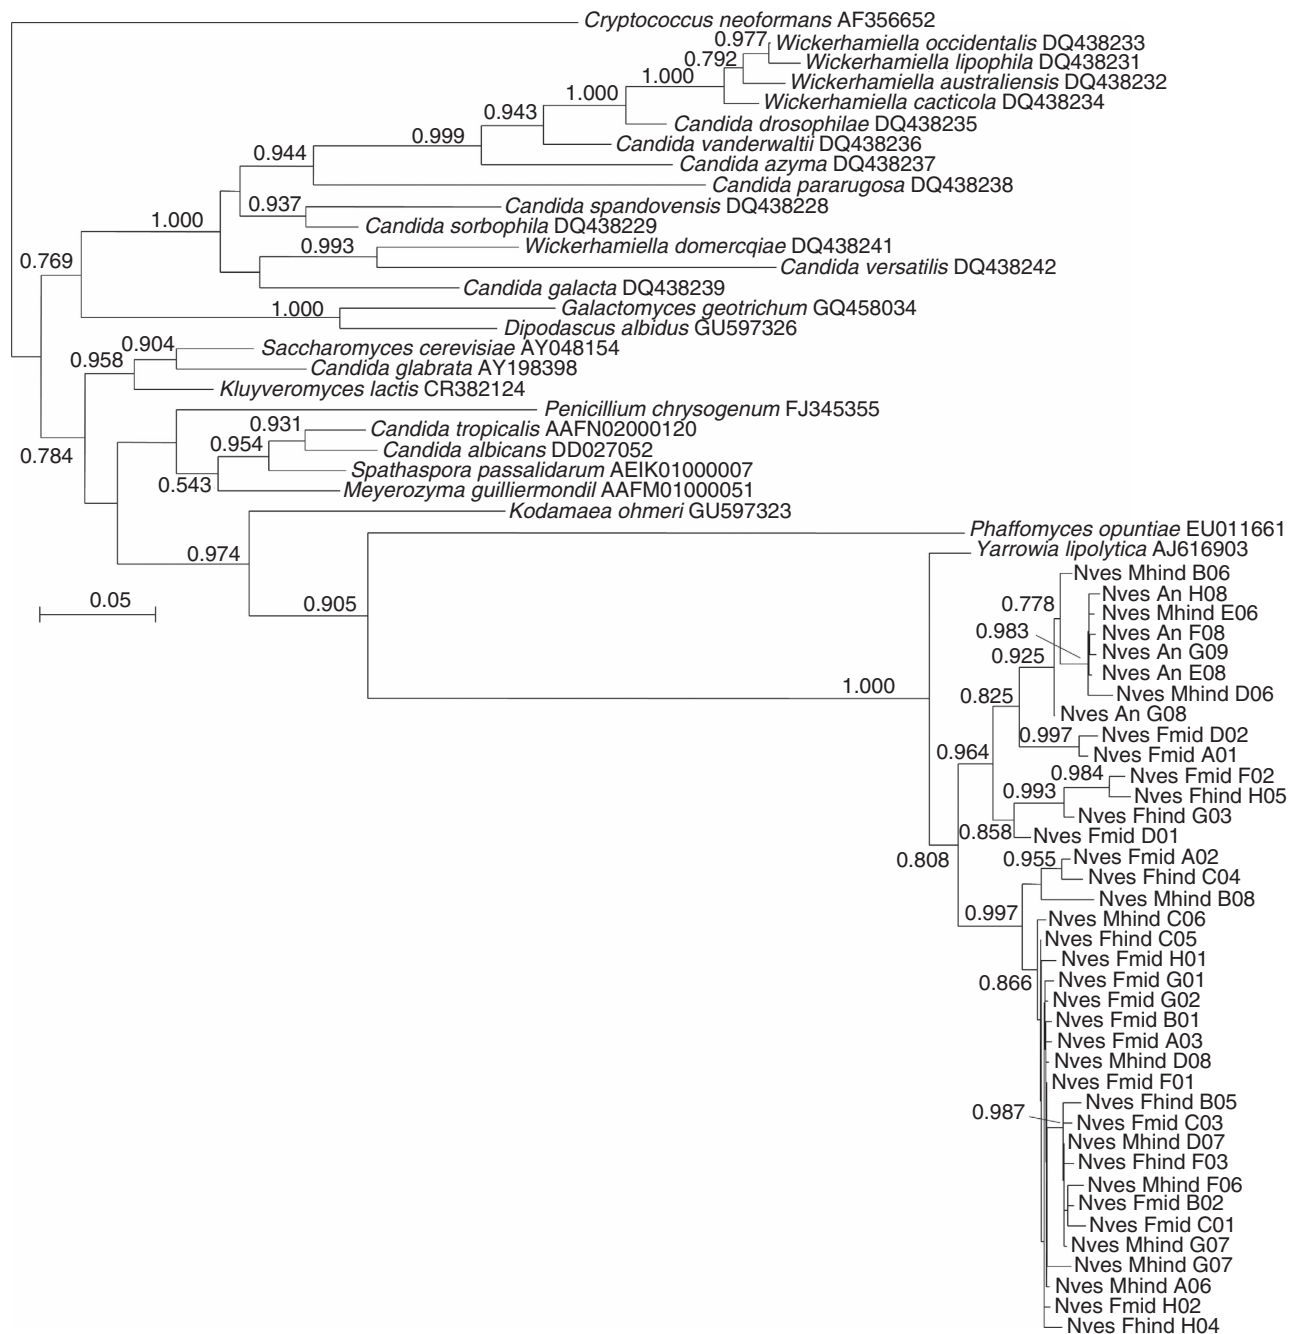 Cryptococcus neoformans AF356652
0.977 Wickerhamiella occidentalis DQ438233
0.792 Wickerhamiella lipophila DQ438231
1.000 Wickerhamiella australiensis DQ438232
1.000 Wickerhamiella cacticola DQ438234
0.943 Candida drosophilae DQ438235
0.999 Candida vanderwaltii DQ438236
0.944 Candida azyma DQ438237
Candida pararugosa DQ438238
0.937 Candida spandovensis DQ438228
1.000 Candida sorbophila DQ438229
0.993 Wickerhamiella domercqiae DQ438241
0.769 Candida versatilis DQ438242
Candida galacta DQ438239
1.000 Galactomyces geotrichum GQ458034
Dipodascus albidus GU597326
0.904 Saccharomyces cerevisiae AY048154
0.958 Candida glabrata AY198398
Kluyveromyces lactis CR382124
Penicillium chrysogenum FJ345355
0.931 Candida tropicalis AAFN02000120
0.954 Candida albicans DD027052
0.784 Spathaspora passalidarum AEIK01000007
0.543 Meyerozyma guilliermondil AAFM01000051
Kodamaea ohmeri GU597323
Phaffomyces opuntiae EU011661
0.974 Yarrowia lipolytica AJ616903
Nves Mhind B06
Nves An H08
0.05 0.905 0.778 Nves Mhind E06
0.983 Nves An F08
0.925 Nves An G09
Nves An E08
1.000 0.825 Nves Mhind D06
Nves An G08
0.997 Nves Fmid D02
0.964 Nves Fmid A01
0.984 Nves Fmid F02
0.993 Nves Fhind H05
Nves Fhind G03
0.858 Nves Fmid D01
0.808 0.955 Nves Fmid A02
Nves Fhind C04
Nves Mhind B08
0.997 Nves Mhind C06
Nves Fhind C05
Nves Fmid H01
0.866 Nves Fmid G01
Nves Fmid G02
Nves Fmid B01
Nves Fmid A03
Nves Mhind D08
Nves Fmid F01
0.987 Nves Fhind B05
Nves Fmid C03
Nves Mhind D07
Nves Fhind F03
Nves Mhind F06
Nves Fmid B02
Nves Fmid C01
Nves Mhind G07
Nves Mhind G07
Nves Mhind A06
Nves Fmid H02
Nves Fhind H04